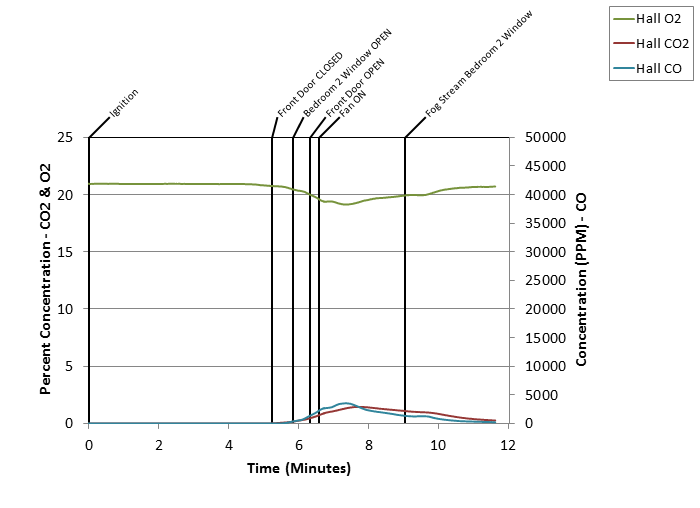 Hall O2
Hall CO2
Hall CO
Ignition
Front Door CLOSED
Bedroom 2 Window OPEN
Front Door OPEN
Fan ON
Fog Stream Bedroom 2 Window
25
20
15
10
5
0
Percent Concentration - CO2 & O2
50000
45000
40000
35000
30000
25000
20000
15000
10000
5000
0
Concentration (PPM) - CO
0 2 4 6 8 10 12
Time (Minutes)